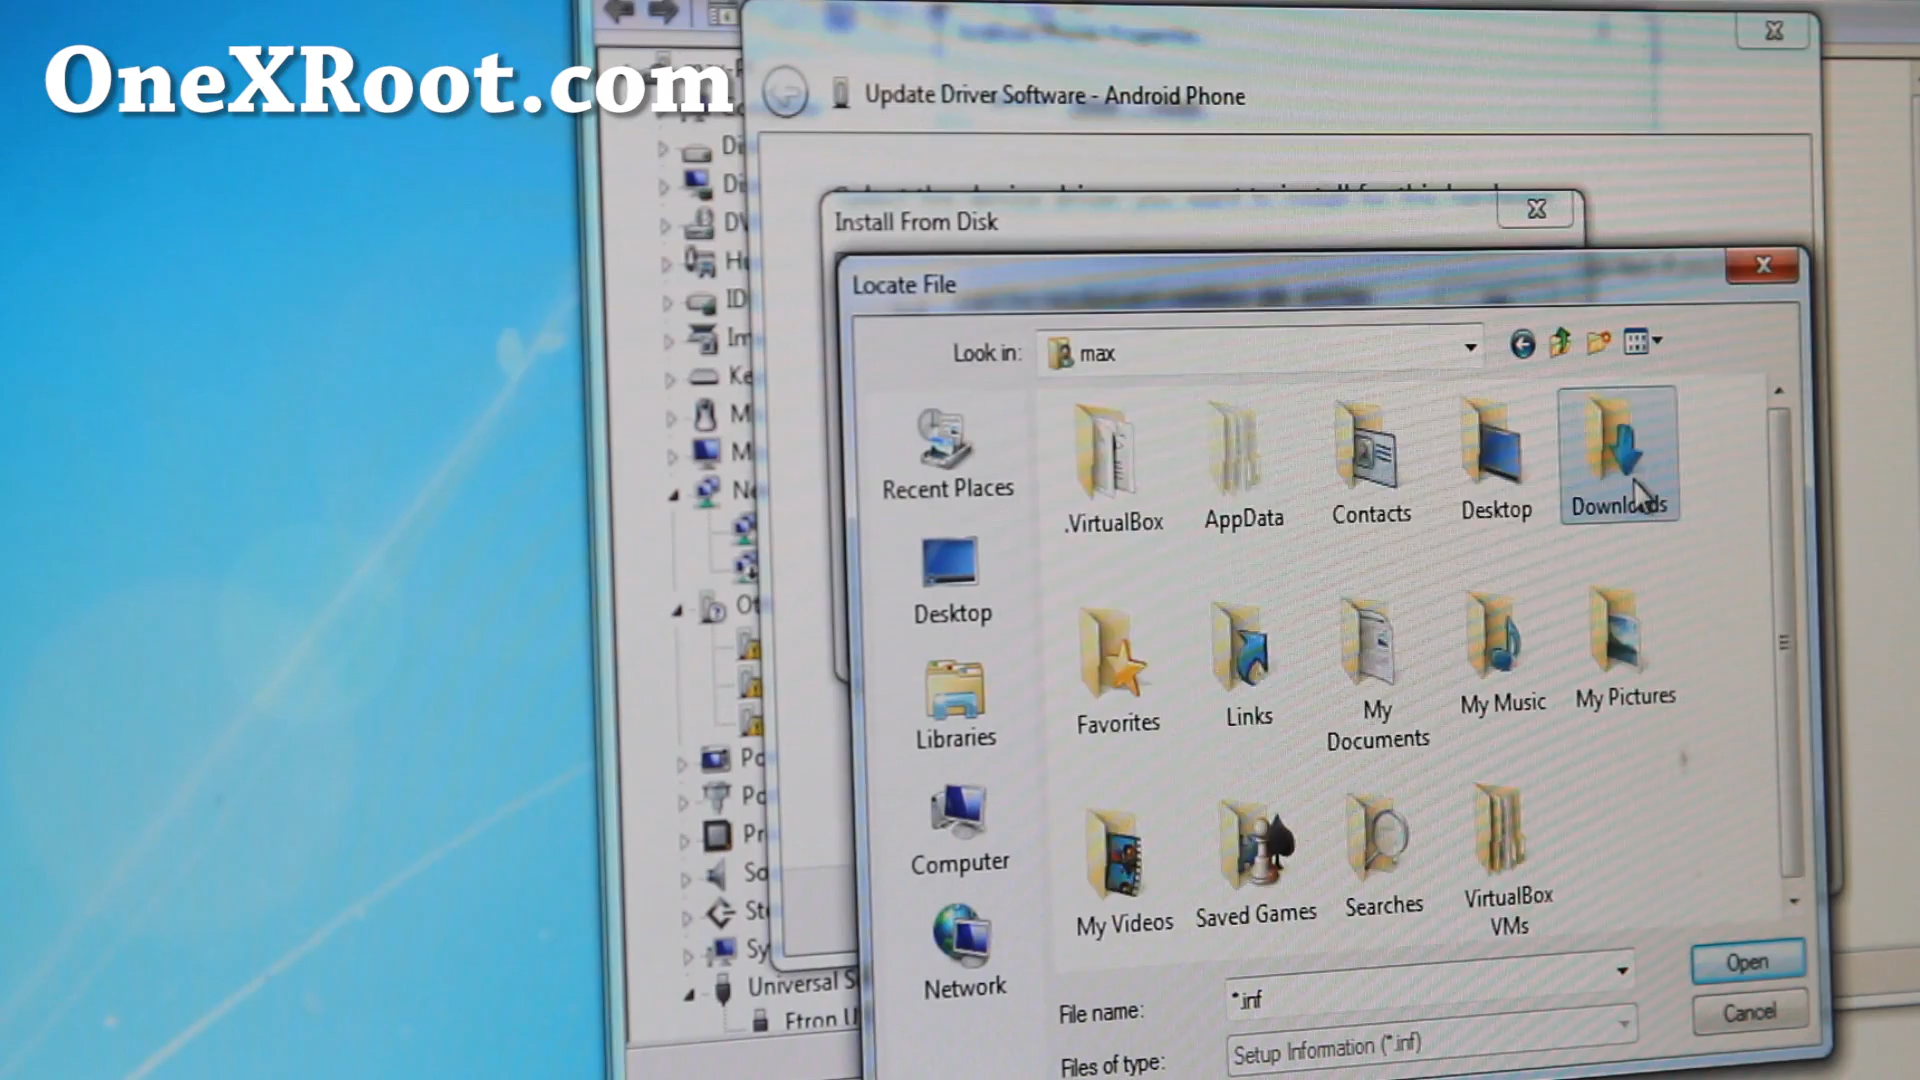 OneXRoot.com
Update Driver Software - Android Phone
Install From Disk
Locate File
Look in: max
Recent Places
Desktop
Libraries
Computer
Network
.VirtualBox
AppData
Contacts
Desktop
Downloads
Favorites
Links
My Documents
My Music
My Pictures
My Videos
Saved Games
Searches
VirtualBox VMs
File name: *.inf
Files of type: Setup Information (*.inf)
Open
Cancel
Universal S
Etron U